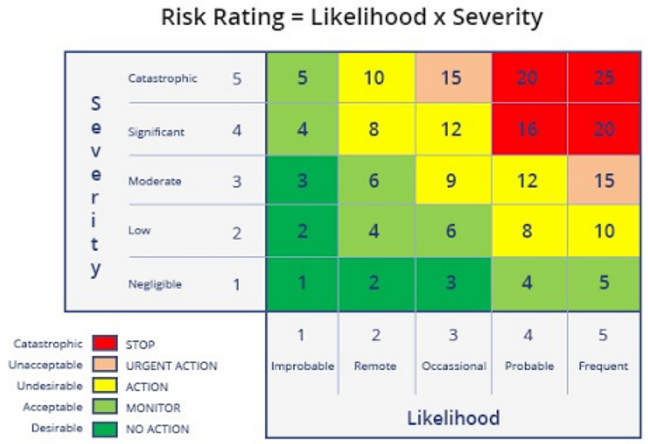 Risk Rating = Likelihood x Severity
Severity
Catastrophic 5 5 10 15 20 25
Significant 4 4 8 12 16 20
Moderate 3 3 6 9 12 15
Low 2 2 4 6 8 10
Negligible 1 1 2 3 4 5
1 2 3 4 5
Improbable Remote Occassional Probable Frequent
Likelihood
Catastrophic STOP
Unacceptable URGENT ACTION
Undesirable ACTION
Acceptable MONITOR
Desirable NO ACTION